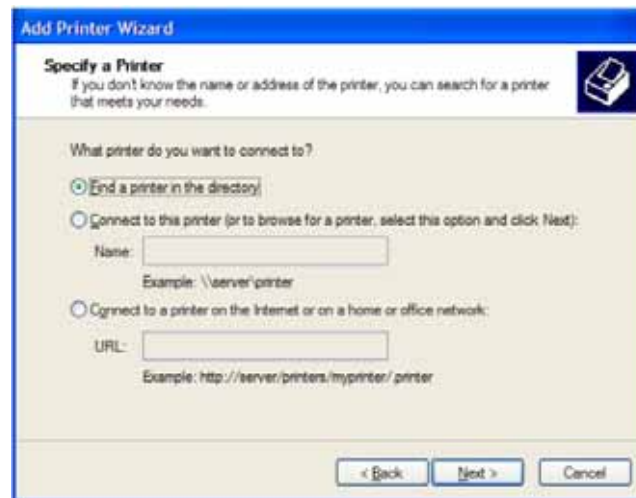 Add Printer Wizard
Specify a Printer
If you don't know the name or address of the printer, you can search for a printer
that meets your needs.
What printer do you want to connect to?
Find a printer in the directory
Connect to this printer (or to browse for a printer, select this option and click Next):
Name:
Example: \\server\printer
Connect to a printer on the Internet or on a home or office network:
URL:
Example: http://server/printers/myprinter/.printer
< Back Next > Cancel